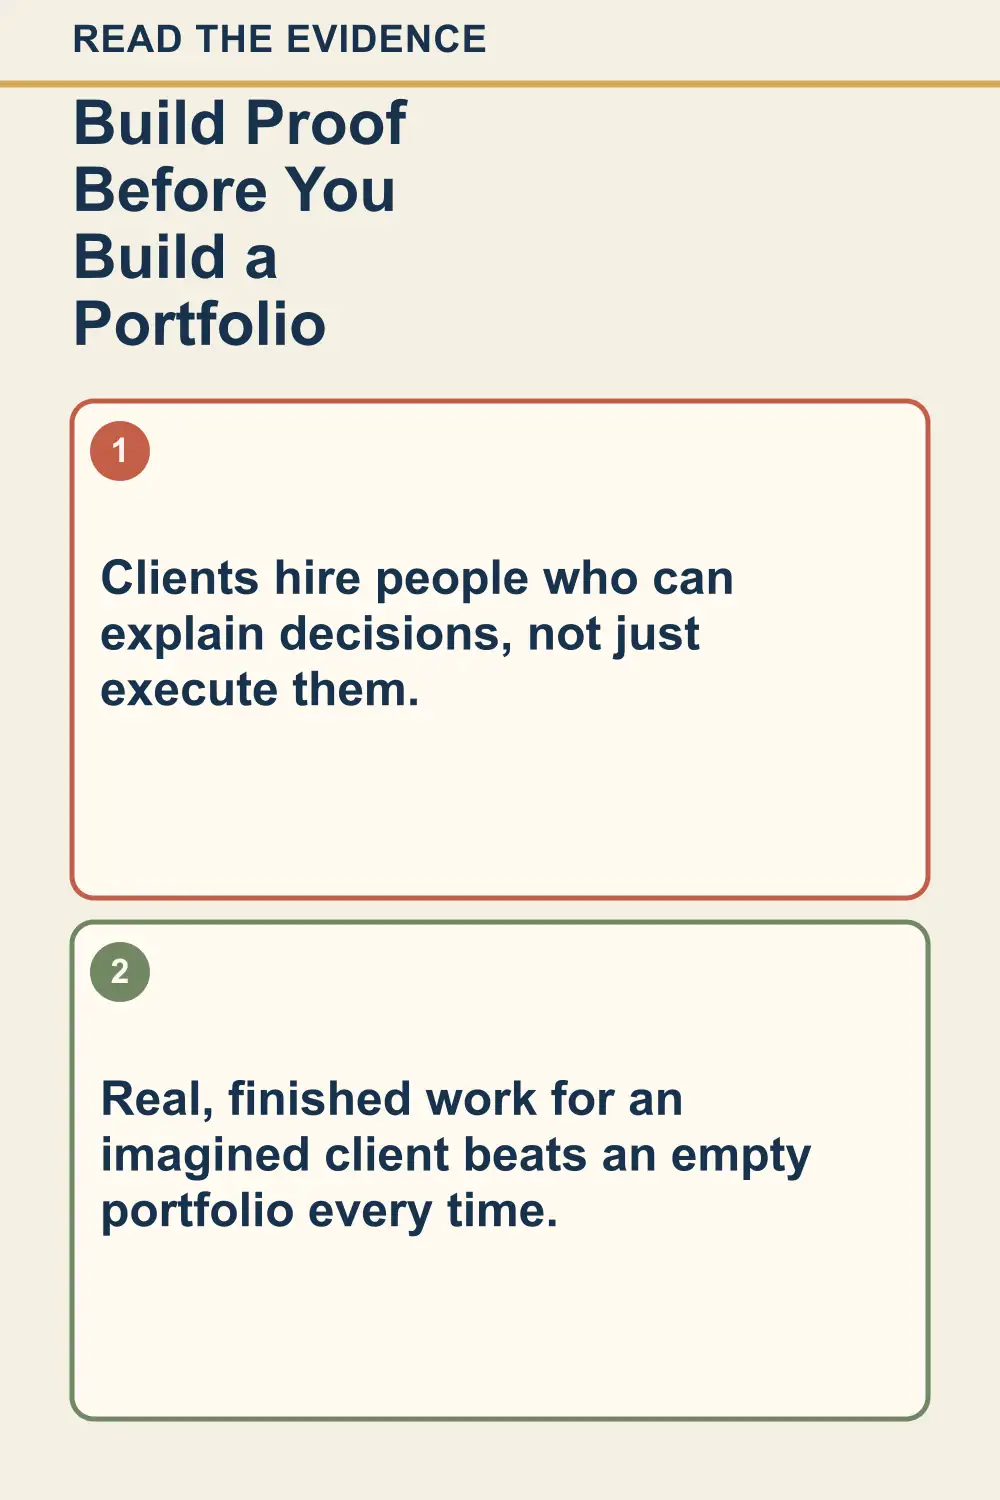 READ THE EVIDENCE
Build Proof
Before You
Build a
Portfolio
1
Clients hire people who can
explain decisions, not just
execute them.
2
Real, finished work for an
imagined client beats an empty
portfolio every time.